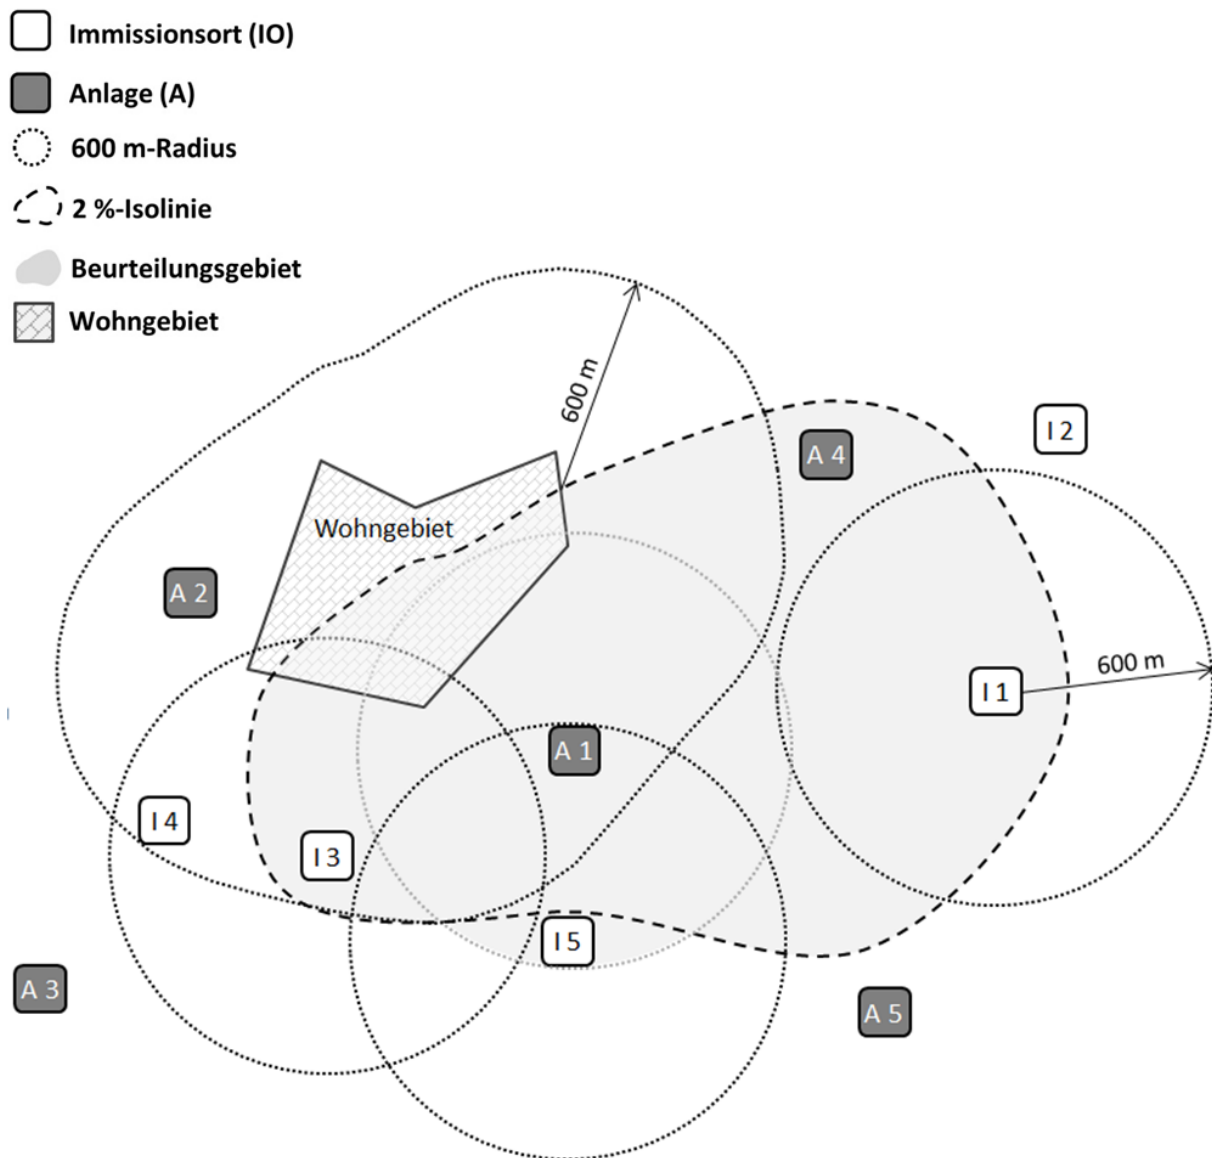 Immissionsort (IO)
Anlage (A)
600 m-Radius
2 %-Isolinie
Beurteilungsgebiet
Wohngebiet
600 m
A 4
I 2
Wohngebiet
A 2
600 m
I 1
A 1
I 4
I 3
I 5
A 3
A 5